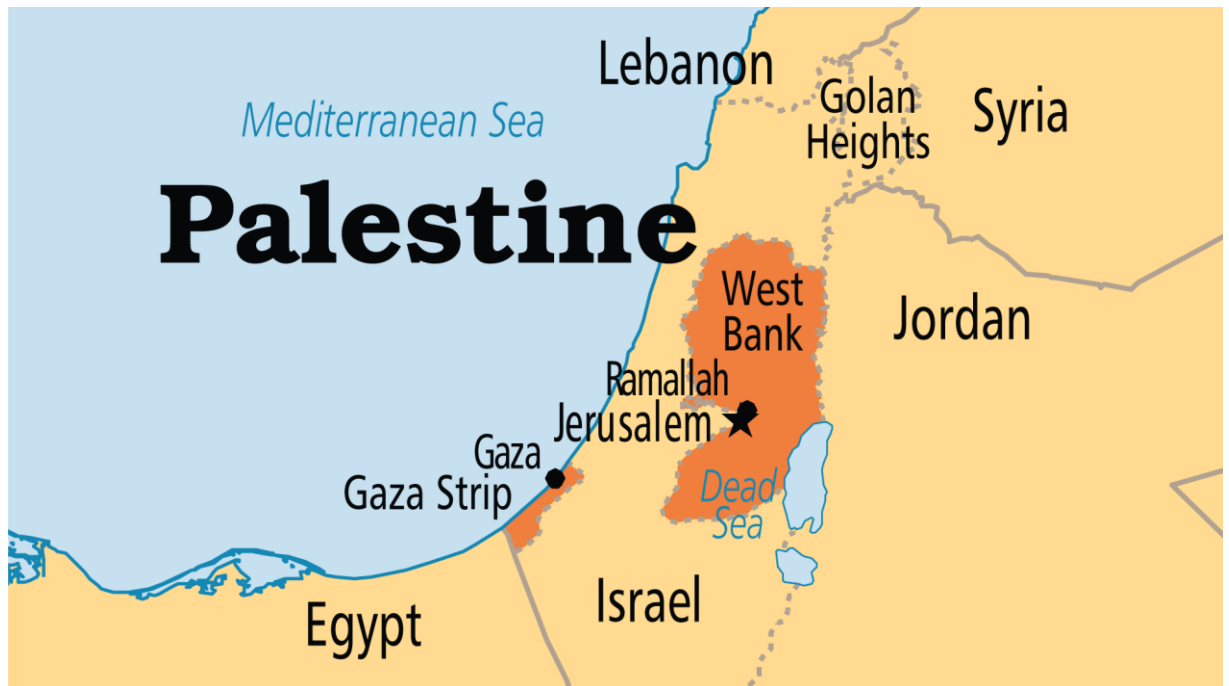 Lebanon
Mediterranean Sea
Golan
Heights
Syria
Palestine
West
Bank
Jordan
Ramallah
Jerusalem
Gaza
Gaza Strip
Dead
Sea
Israel
Egypt